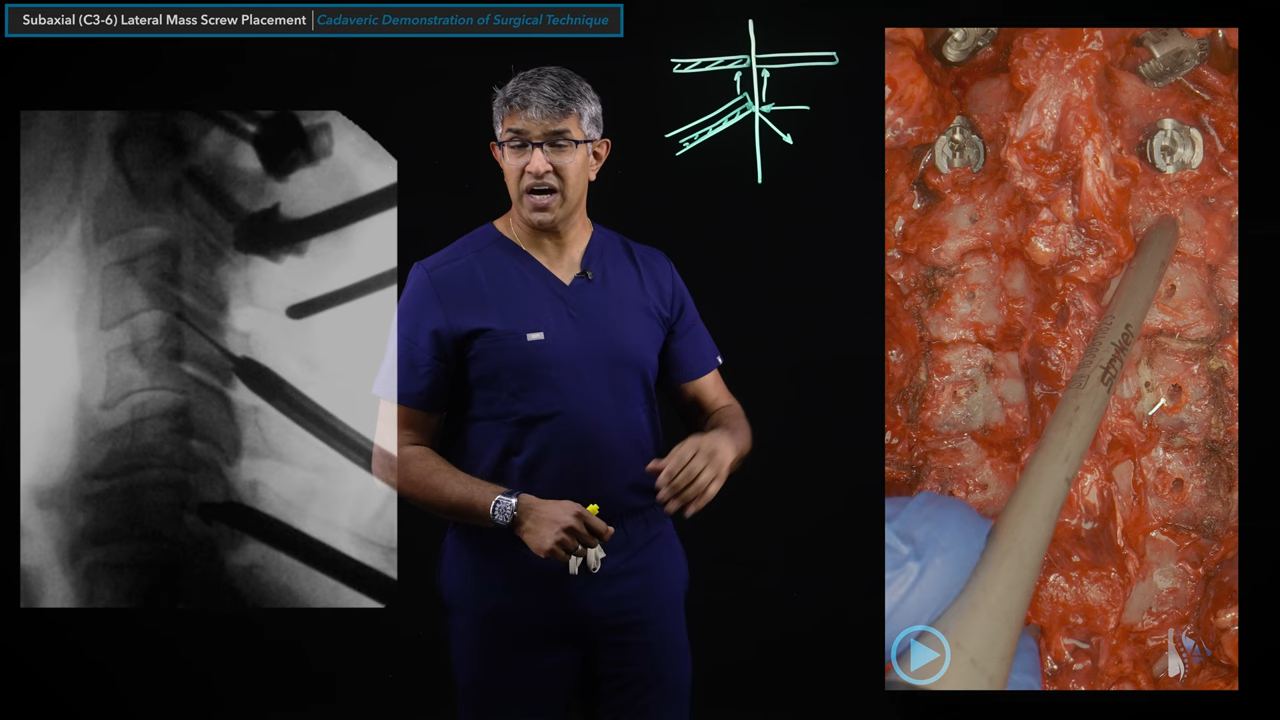 Subaxial (C3-6) Lateral Mass Screw Placement | Cadaveric Demonstration of Surgical Technique
stryker